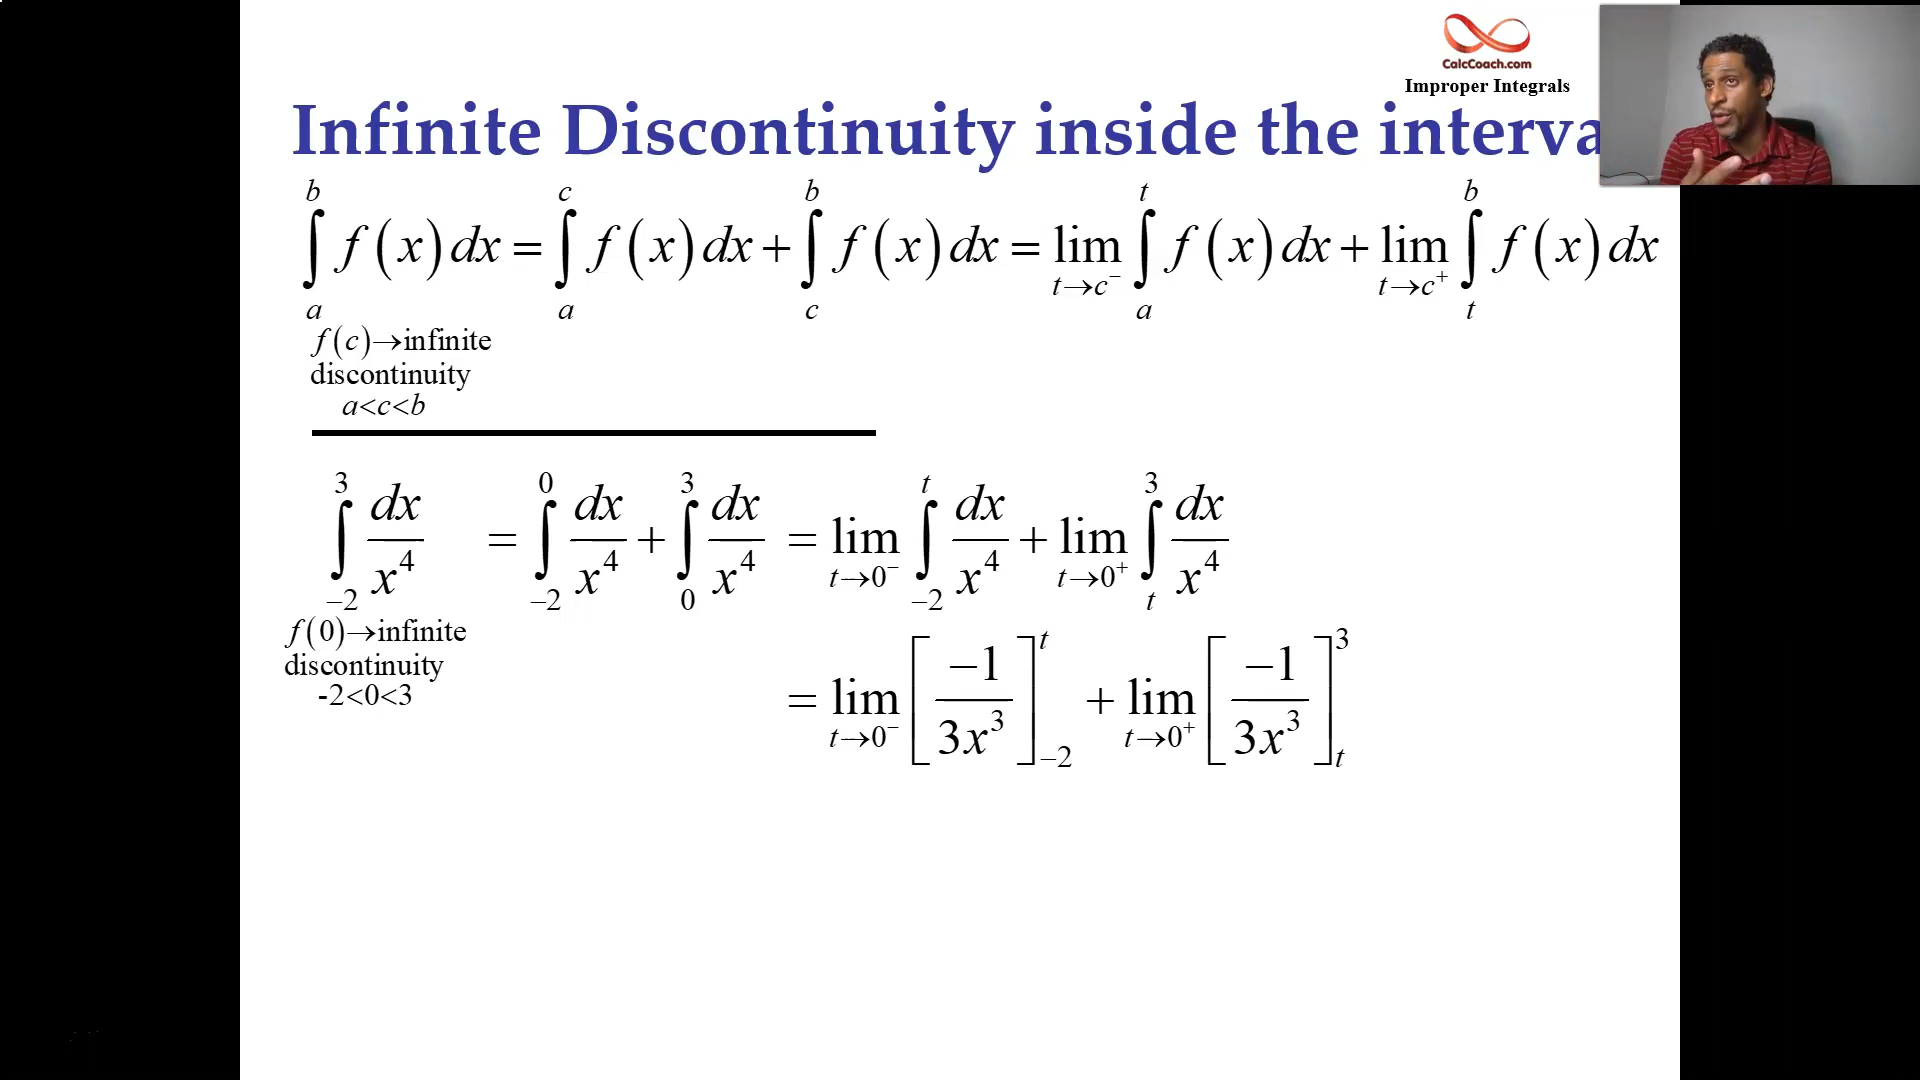 CalcCoach.com
Improper Integrals
Infinite Discontinuity inside the interva
∫_a^b f(x)dx = ∫_a^c f(x)dx + ∫_c^b f(x)dx = lim_{t→c⁻} ∫_a^t f(x)dx + lim_{t→c⁺} ∫_t^b f(x)dx
f(c)→infinite
discontinuity
a<c<b
∫_{-2}^3 dx/x⁴ = ∫_{-2}^0 dx/x⁴ + ∫_0^3 dx/x⁴ = lim_{t→0⁻} ∫_{-2}^t dx/x⁴ + lim_{t→0⁺} ∫_t^3 dx/x⁴
f(0)→infinite
discontinuity
-2<0<3
= lim_{t→0⁻} [−1/3x³]_{−2}^t + lim_{t→0⁺} [−1/3x³]_t^3